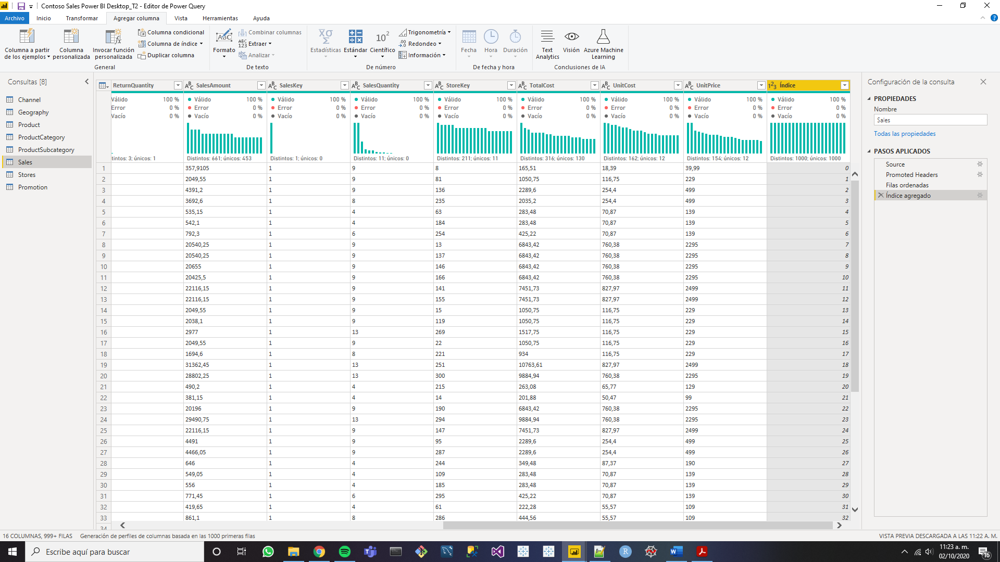 Contoso Sales Power BI Desktop_T2 - Editor de Power Query
Archivo Inicio Transformar Agregar columna Vista Herramientas Ayuda
Columna a partir de los ejemplos
Columna personalizada
Invocar función personalizada
Columna condicional
Columna de índice
Duplicar columna
General
Formato
Combinar columnas
Extraer
Analizar
De texto
Estadísticas
Estándar
Científico
Trigonometría
Redondeo
Información
De número
Fecha
Hora
Duración
De fecha y hora
Text Analytics
Visión
Azure Machine Learning
Conclusiones de IA
Consultas [8]
Channel
Geography
Product
ProductCategory
ProductSubcategory
Sales
Stores
Promotion
ReturnQuantity SalesAmount SalesKey SalesQuantity StoreKey TotalCost UnitCost UnitPrice Índice
Válido 100 % Válido 100 % Válido 100 % Válido 100 % Válido 100 % Válido 100 % Válido 100 % Válido 100 % Válido 100 %
Error 0 % Error 0 % Error 0 % Error 0 % Error 0 % Error 0 % Error 0 % Error 0 % Error 0 %
Vacío 0 % Vacío 0 % Vacío 0 % Vacío 0 % Vacío 0 % Vacío 0 % Vacío 0 % Vacío 0 % Vacío 0 %
tintos: 3; únicos: 1 Distintos: 661; únicos: 453 Distintos: 1; únicos: 0 Distintos: 11; únicos: 0 Distintos: 211; únicos: 11 Distintos: 316; únicos: 130 Distintos: 162; únicos: 12 Distintos: 154; únicos: 12 Distintos: 1000; únicos: 1000
1 357,9105 1 9 8 165,51 18,39 39,99 0
2 2049,55 1 9 81 1050,75 116,75 229 1
3 4391,2 1 9 136 2289,6 254,4 499 2
4 3692,6 1 8 235 2035,2 254,4 499 3
5 535,15 1 4 63 283,48 70,87 139 4
6 542,1 1 4 184 283,48 70,87 139 5
7 792,3 1 6 254 425,22 70,87 139 6
8 20540,25 1 9 13 6843,42 760,38 2295 7
9 20540,25 1 9 137 6843,42 760,38 2295 8
10 20655 1 9 146 6843,42 760,38 2295 9
11 20425,5 1 9 166 6843,42 760,38 2295 10
12 22116,15 1 9 141 7451,73 827,97 2499 11
13 22116,15 1 9 155 7451,73 827,97 2499 12
14 2049,55 1 9 15 1050,75 116,75 229 13
15 2038,1 1 9 119 1050,75 116,75 229 14
16 2977 1 13 269 1517,75 116,75 229 15
17 2049,55 1 9 22 1050,75 116,75 229 16
18 1694,6 1 8 221 934 116,75 229 17
19 31362,45 1 13 251 10763,61 827,97 2499 18
20 28802,25 1 13 300 9884,94 760,38 2295 19
21 490,2 1 4 215 263,08 65,77 129 20
22 381,15 1 4 14 201,88 50,47 99 21
23 20196 1 9 190 6843,42 760,38 2295 22
24 29490,75 1 13 294 9884,94 760,38 2295 23
25 22116,15 1 9 147 7451,73 827,97 2499 24
26 4491 1 9 95 2289,6 254,4 499 25
27 4466,05 1 9 287 2289,6 254,4 499 26
28 646 1 4 244 349,48 87,37 190 27
29 549,05 1 4 109 283,48 70,87 139 28
30 556 1 4 185 283,48 70,87 139 29
31 771,45 1 6 295 425,22 70,87 139 30
32 419,65 1 4 61 222,28 55,57 109 31
33 861,1 1 8 286 444,56 55,57 109 32
34
Configuración de la consulta
PROPIEDADES
Nombre
Sales
Todas las propiedades
PASOS APLICADOS
Source
Promoted Headers
Filas ordenadas
Índice agregado
16 COLUMNAS, 999+ FILAS Generación de perfiles de columnas basada en las 1000 primeras filas VISTA PREVIA DESCARGADA A LAS 11:22 A. M.
Escribe aquí para buscar
11:23 a. m.
02/10/2020
16